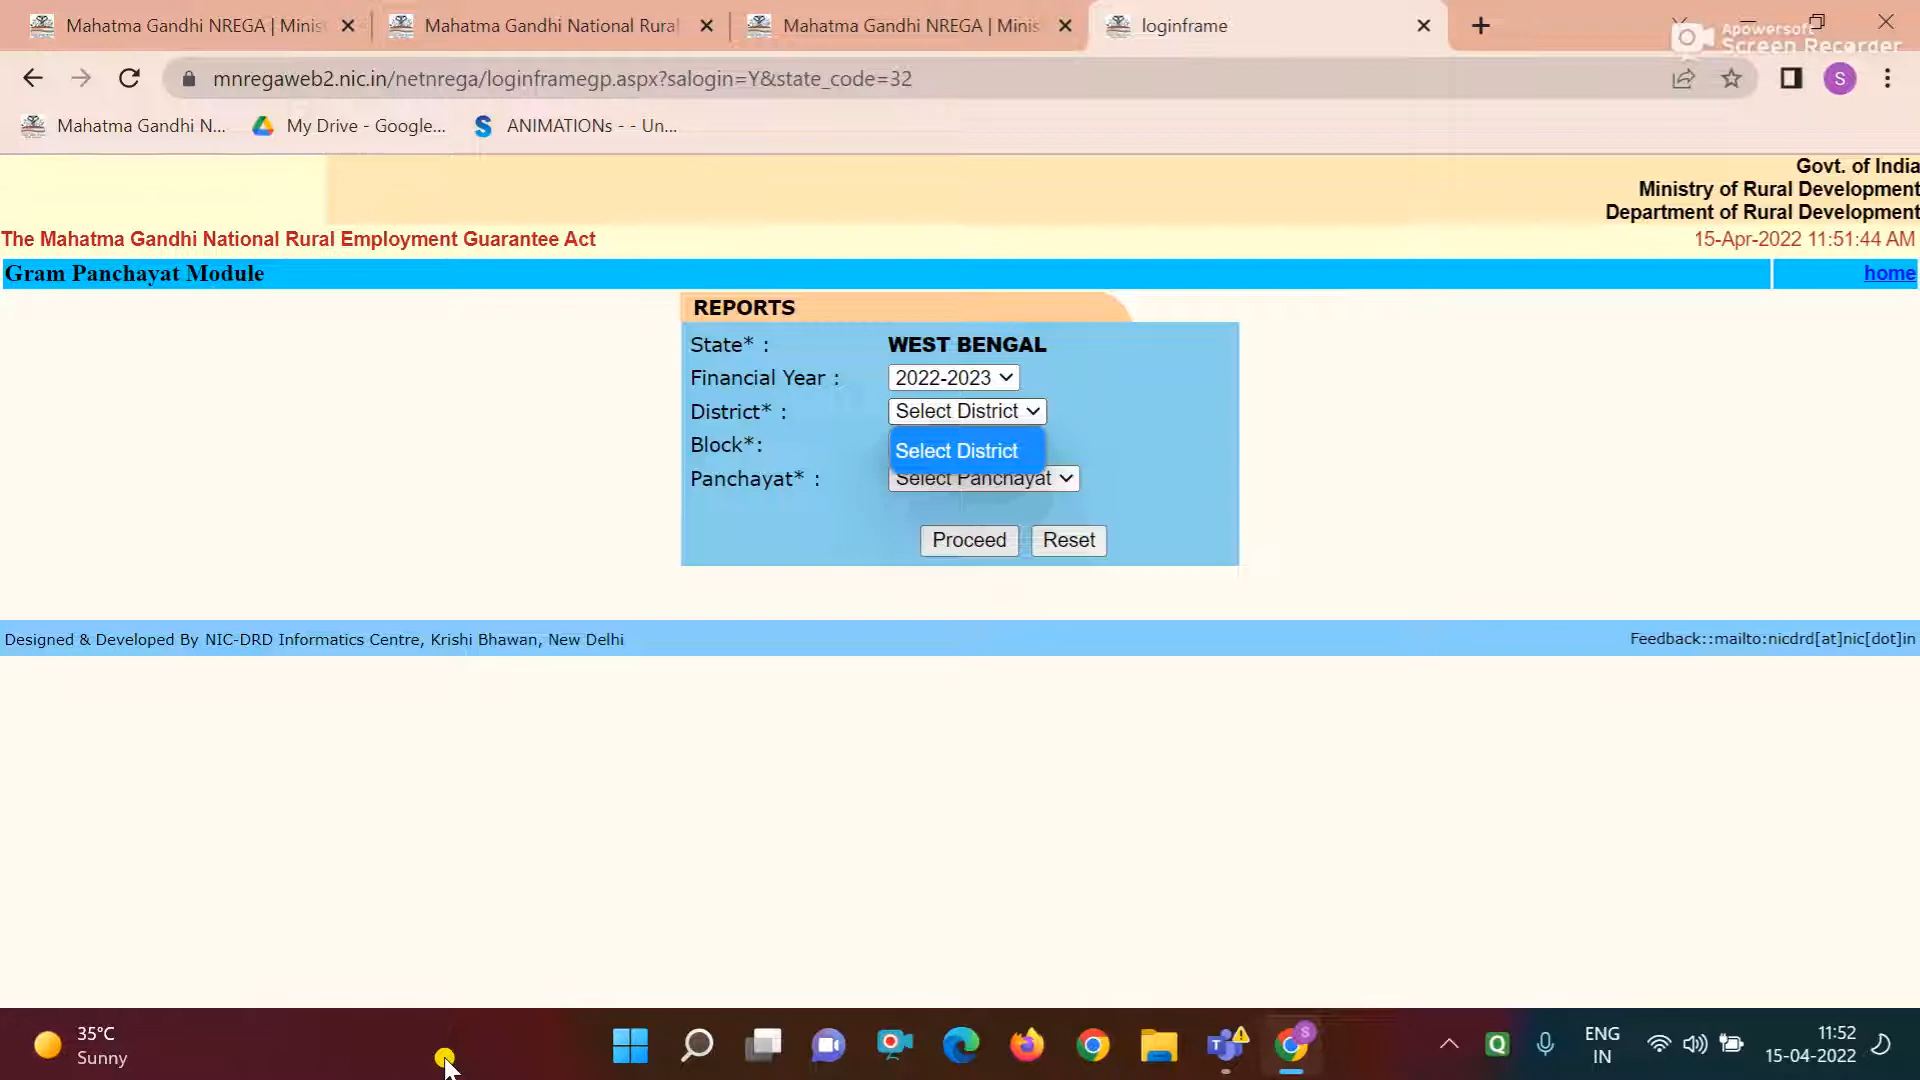 Mahatma Gandhi NREGA | Minis
Mahatma Gandhi National Rural
Mahatma Gandhi NREGA | Minis
loginframe
Apowersoft
Screen Recorder
mnregaweb2.nic.in/netnrega/loginframegp.aspx?salogin=Y&state_code=32
S
Mahatma Gandhi N...
My Drive - Google...
S
ANIMATIONs - - Un...
Govt. of India
Ministry of Rural Development
Department of Rural Development
The Mahatma Gandhi National Rural Employment Guarantee Act
15-Apr-2022 11:51:44 AM
Gram Panchayat Module
home
REPORTS
State* :
WEST BENGAL
Financial Year :
2022-2023
District* :
Select District
Select District
Block*:
Panchayat* :
Select Panchayat
Proceed
Reset
Designed & Developed By NIC-DRD Informatics Centre, Krishi Bhawan, New Delhi
Feedback::mailto:nicdrd[at]nic[dot]in
35°C
Sunny
S
Q
ENG
IN
11:52
15-04-2022